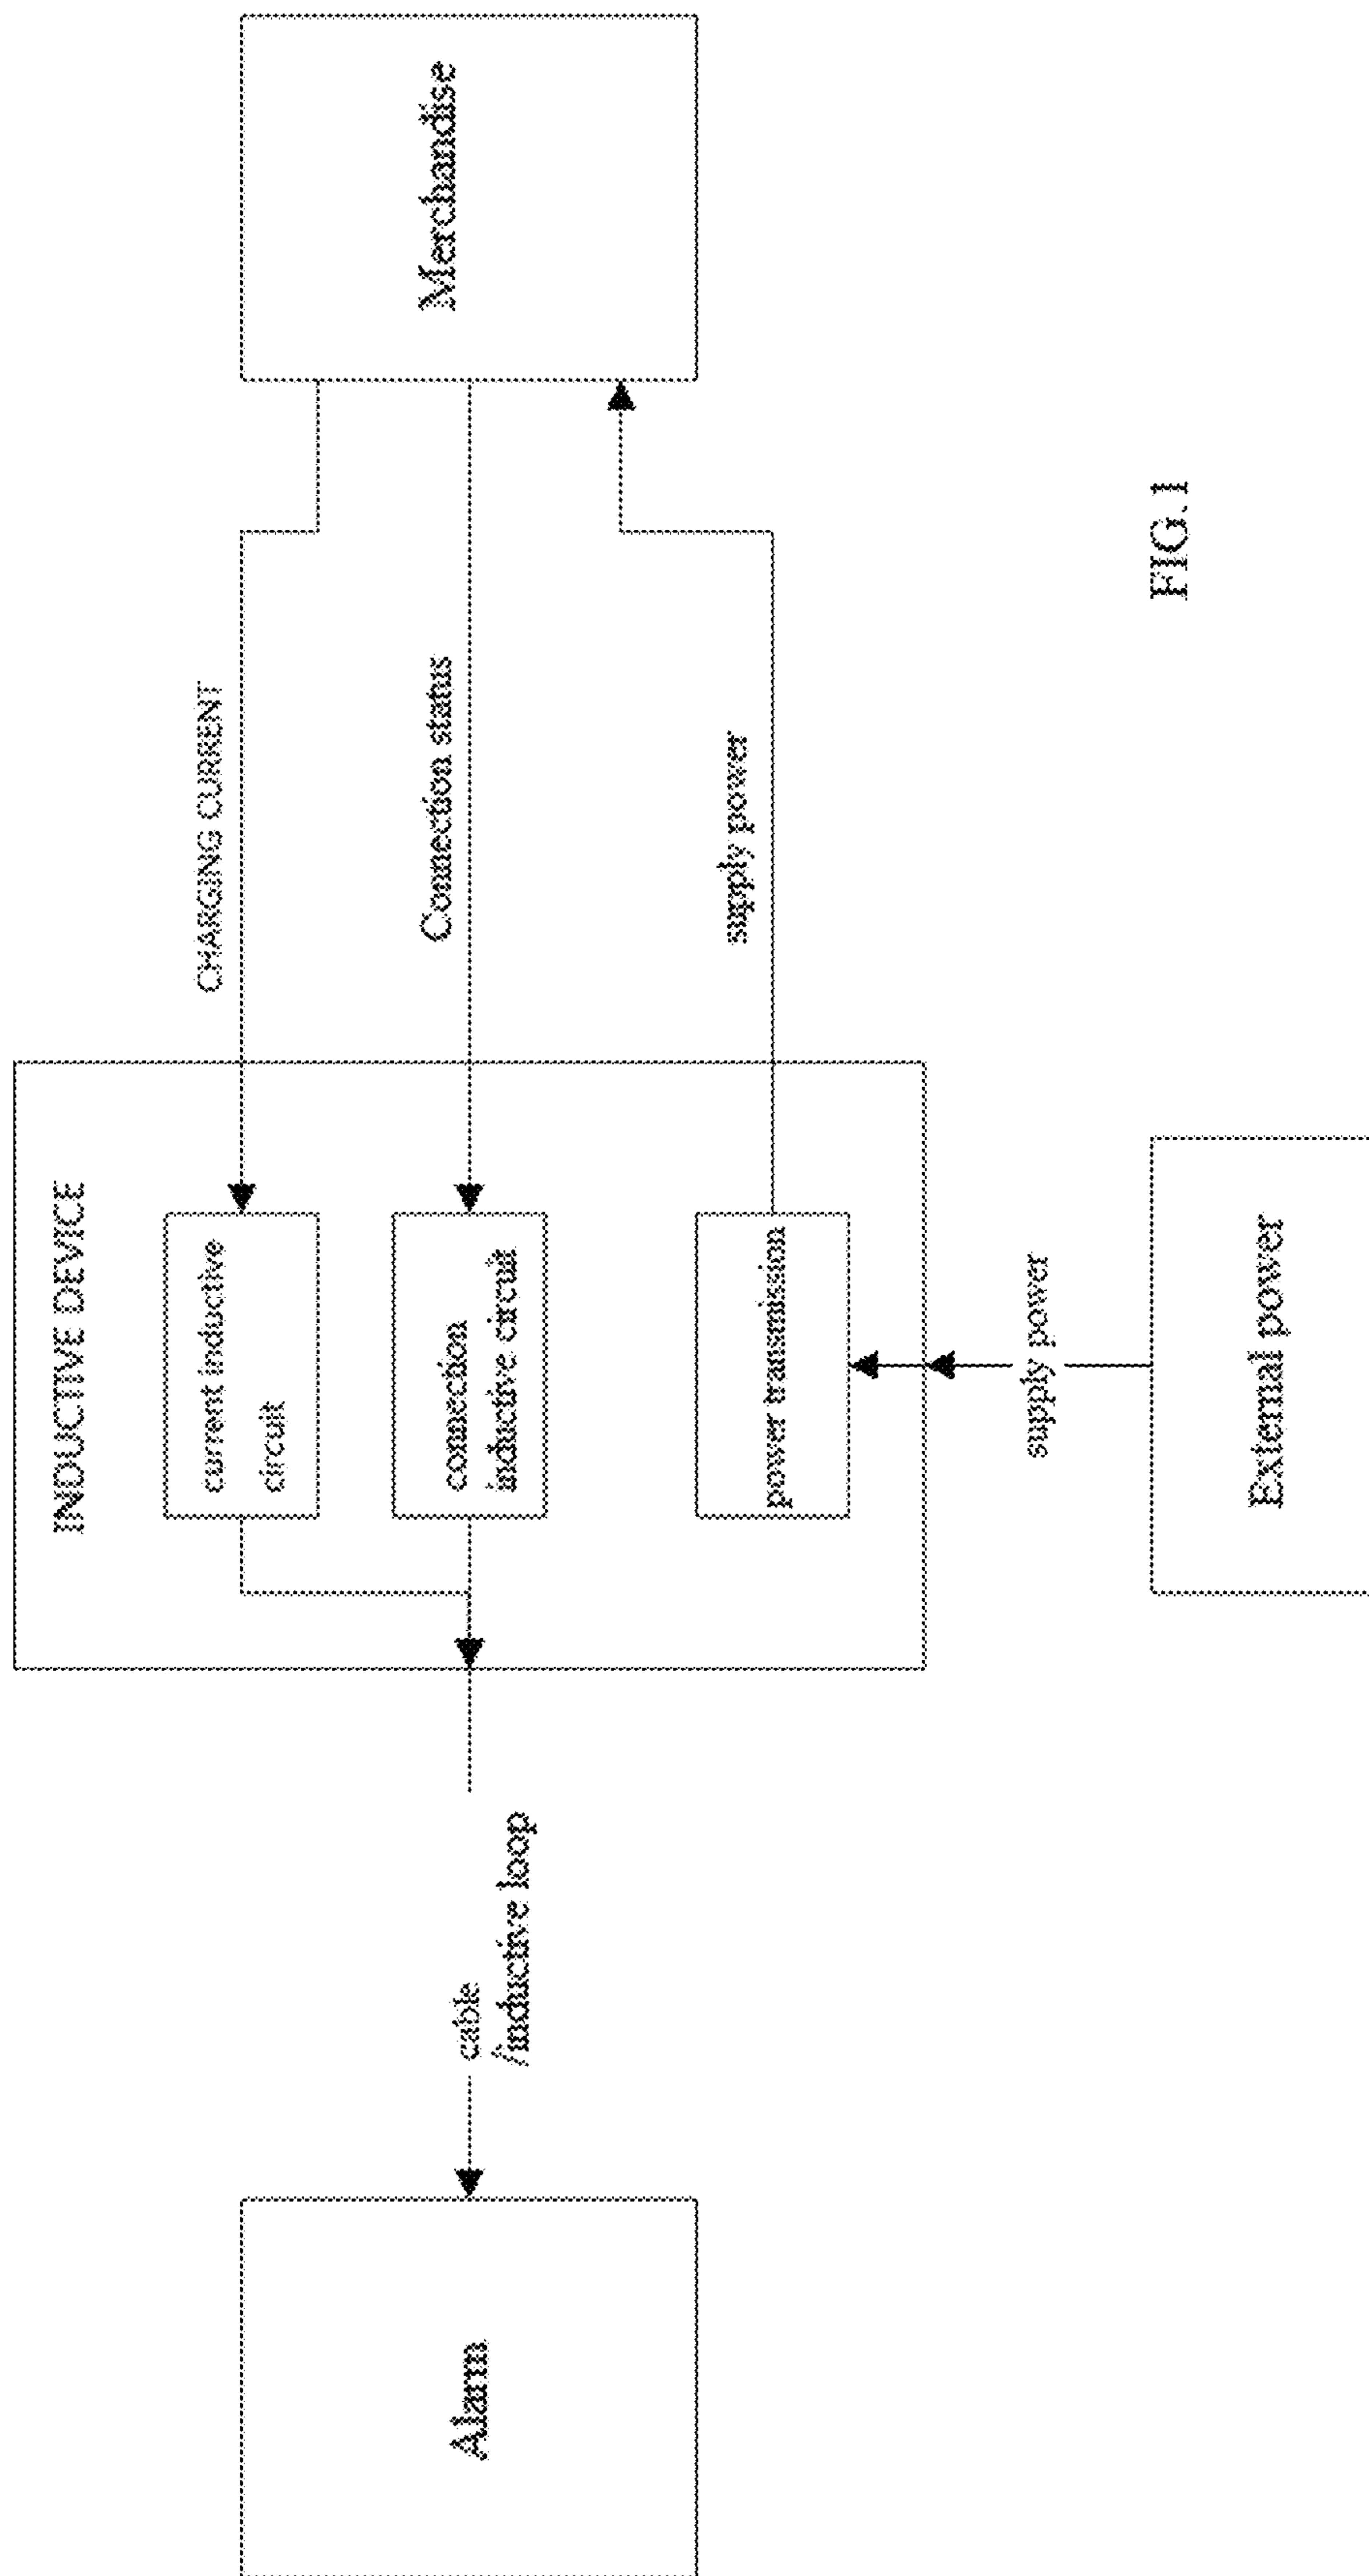 INDUCTIVE DEVICE
Alarm
cable
/inductive loop
current inductive
circuit
connection
inductive circuit
power transmission
CHARGING CURRENT
Connection status
supply power
Merchandise
supply power
External power
FIG.1